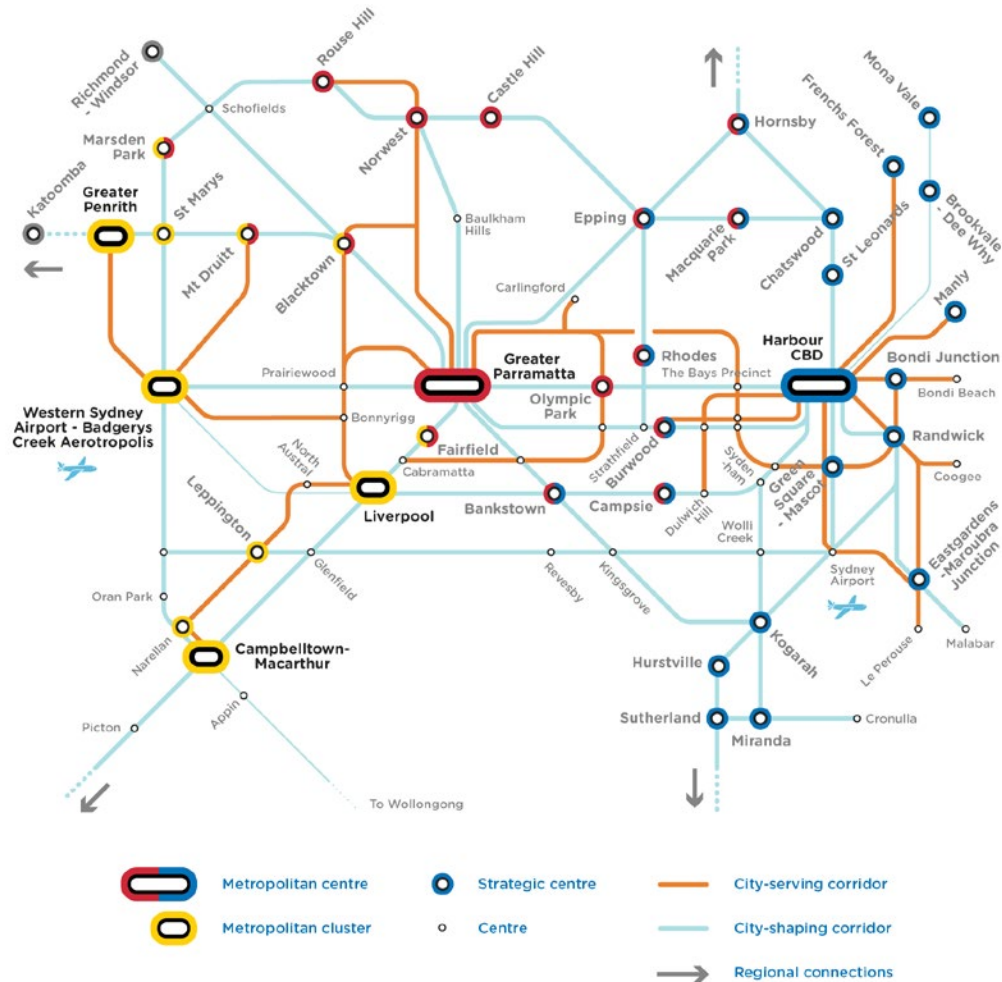 Richmond
- Windsor
Rouse Hill
Castle Hill
Mona Vale
Frenchs Forest
Schofields
Marsden
Park
Norwest
Hornsby
Katoomba
Greater
Penrith
St Marys
Baulkham
Hills
Epping
Macquarie
Park
Chatswood
St Leonards
Brookvale
- Dee Why
Mt Druitt
Blacktown
Carlingford
Manly
Harbour
CBD
Prairiewood
Greater
Parramatta
Rhodes
The Bays Precinct
Bondi Junction
Bondi Beach
Olympic
Park
Western Sydney
Airport - Badgerys
Creek Aerotropolis
Bonnyrigg
Fairfield
Cabramatta
Strathfield
Burwood
Syden
-ham
Green
Square
- Mascot
Randwick
Coogee
North
Austral
Leppington
Liverpool
Bankstown
Campsie
Dulwich
Hill
Wolli
Creek
Eastgardens
-Maroubra
Junction
Glenfield
Revesby
Kingsgrove
Sydney
Airport
Oran Park
Narellan
Campbelltown-
Macarthur
Kogarah
Le Perouse
Malabar
Hurstville
Picton
Appin
Sutherland
Miranda
Cronulla
To Wollongong
Metropolitan centre
Strategic centre
City-serving corridor
Metropolitan cluster
Centre
City-shaping corridor
Regional connections